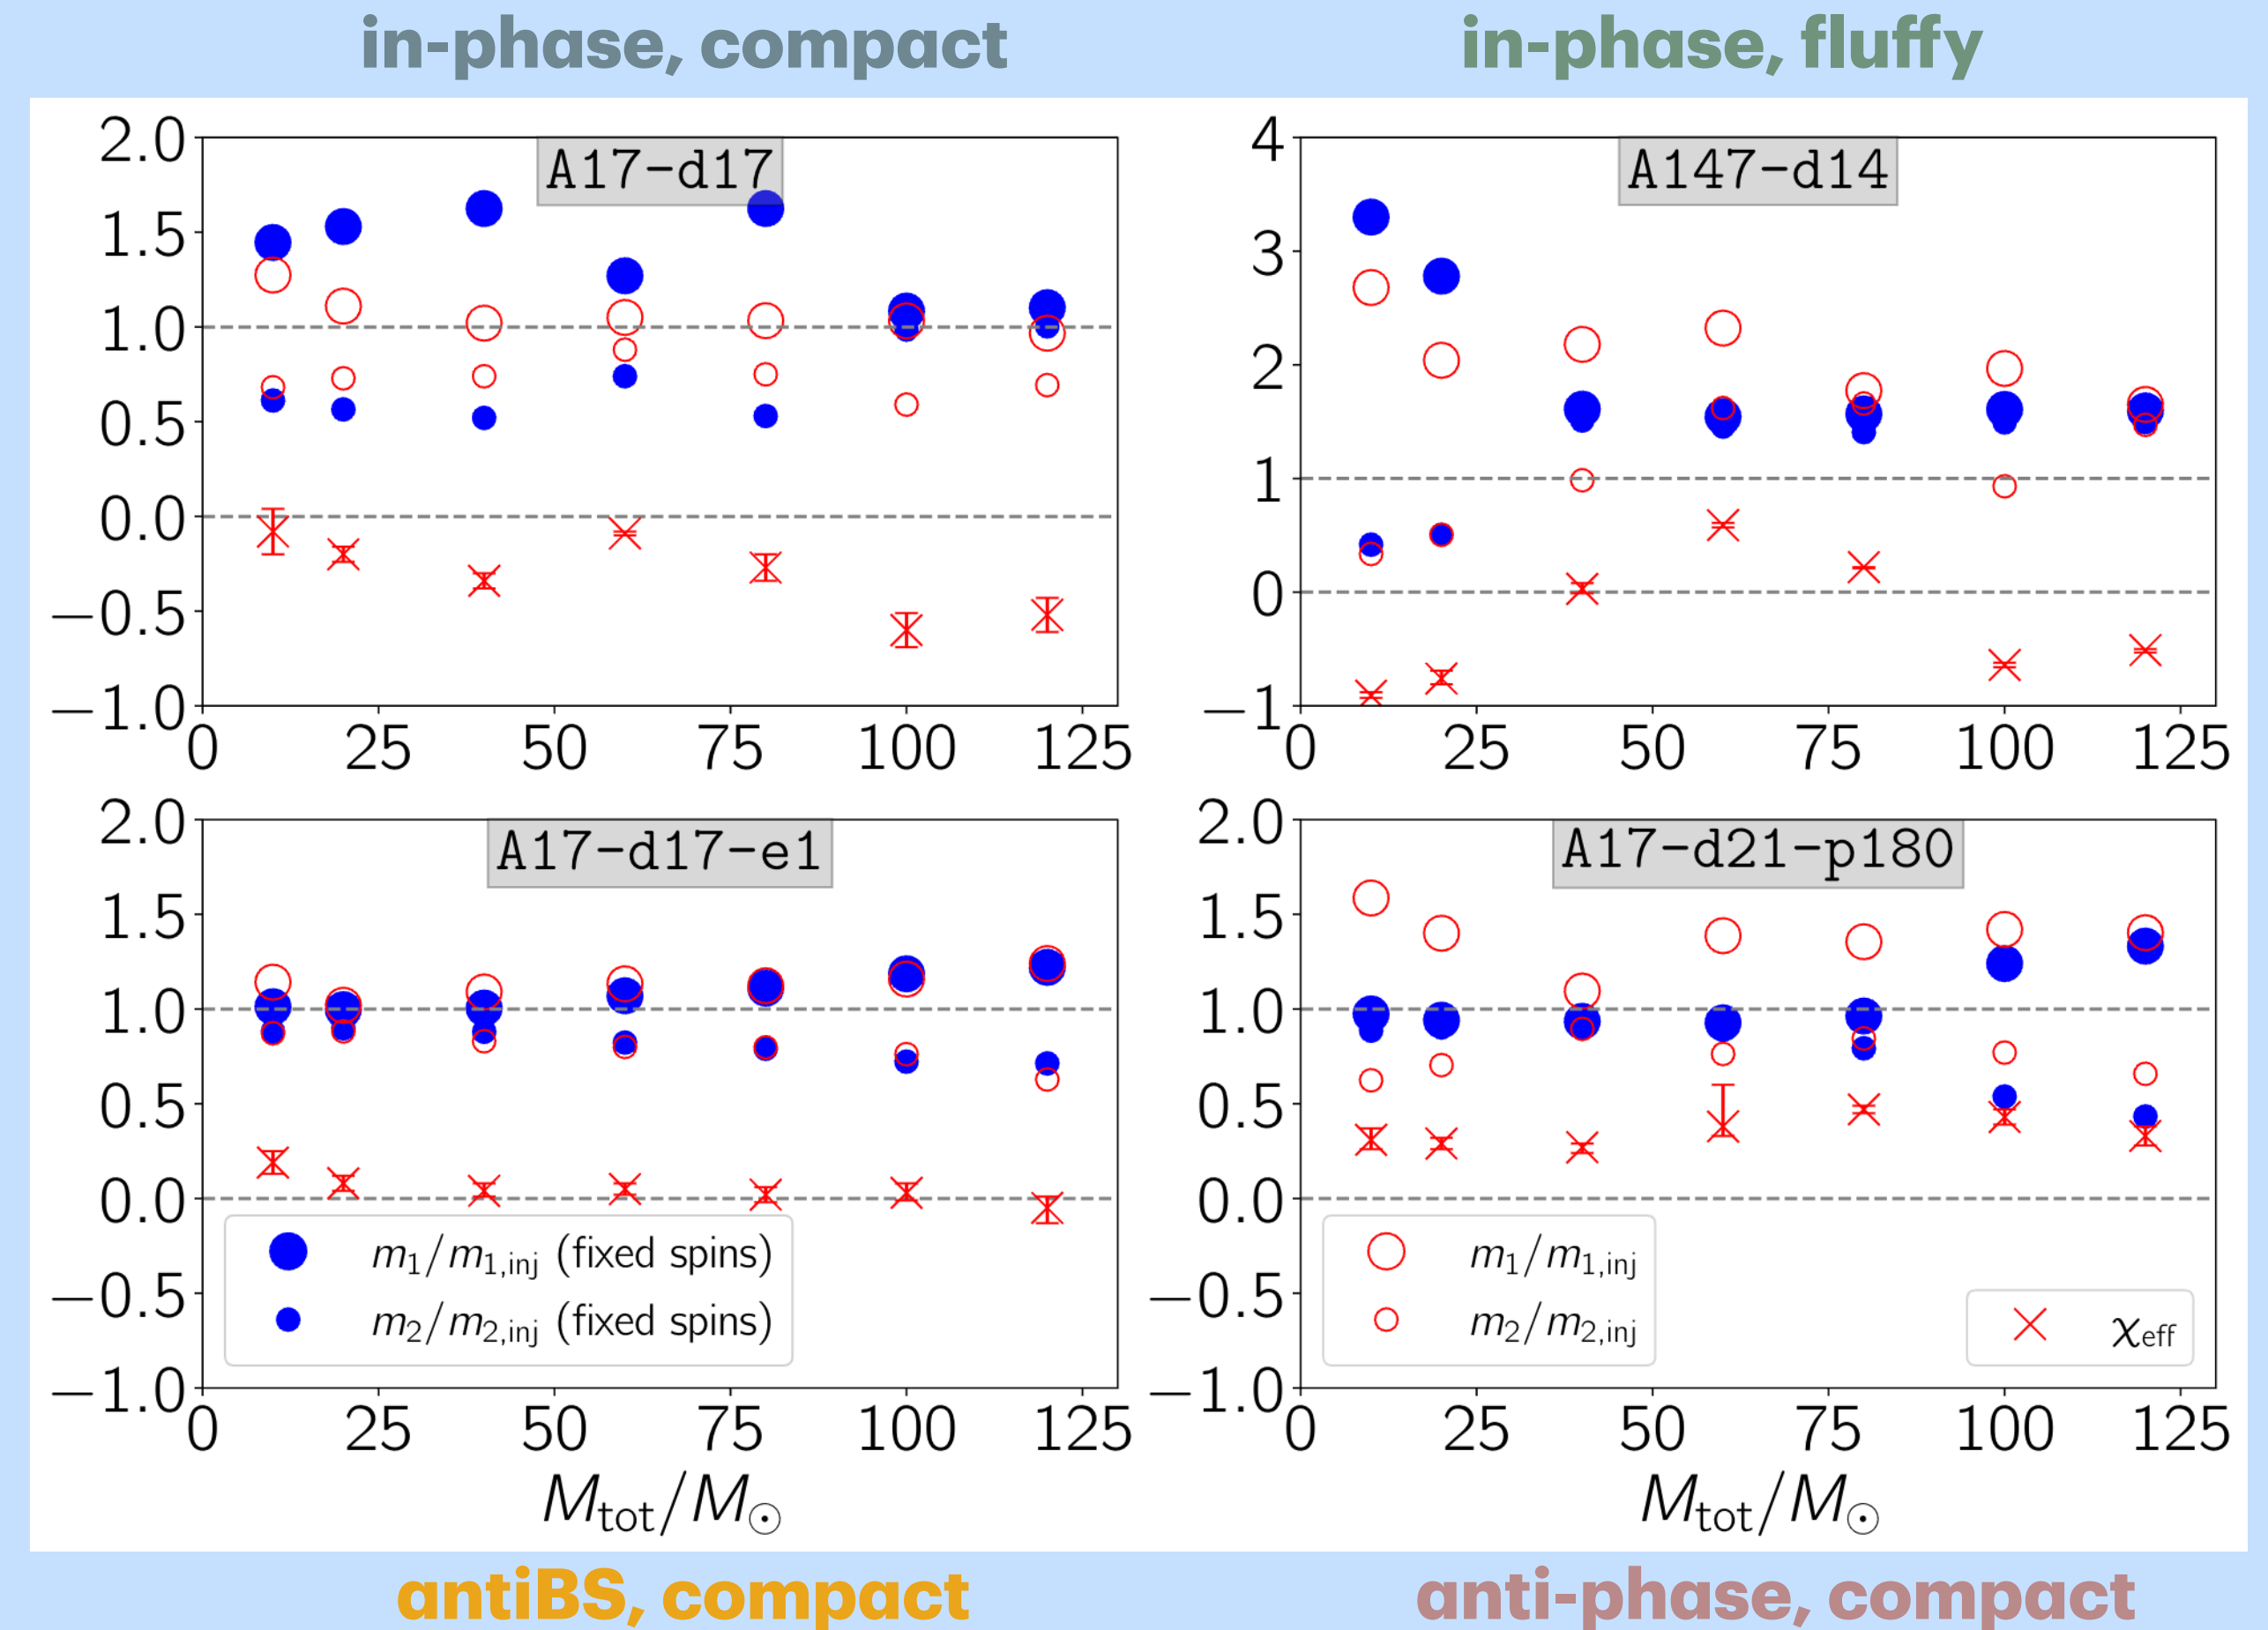 in-phase, compact
in-phase, fluffy
A17-d17
2.0
1.5
1.0
0.5
0.0
−0.5
−1.0
0 25 50 75 100 125
A147-d14
4
3
2
1
0
−1
0 25 50 75 100 125
A17-d17-e1
2.0
1.5
1.0
0.5
0.0
−0.5
−1.0
m₁/m₁,inj (fixed spins)
m₂/m₂,inj (fixed spins)
0 25 50 75 100 125
Mtot/M⊙
A17-d21-p180
2.0
1.5
1.0
0.5
0.0
−0.5
−1.0
m₁/m₁,inj
m₂/m₂,inj
χeff
0 25 50 75 100 125
Mtot/M⊙
antiBS, compact
anti-phase, compact